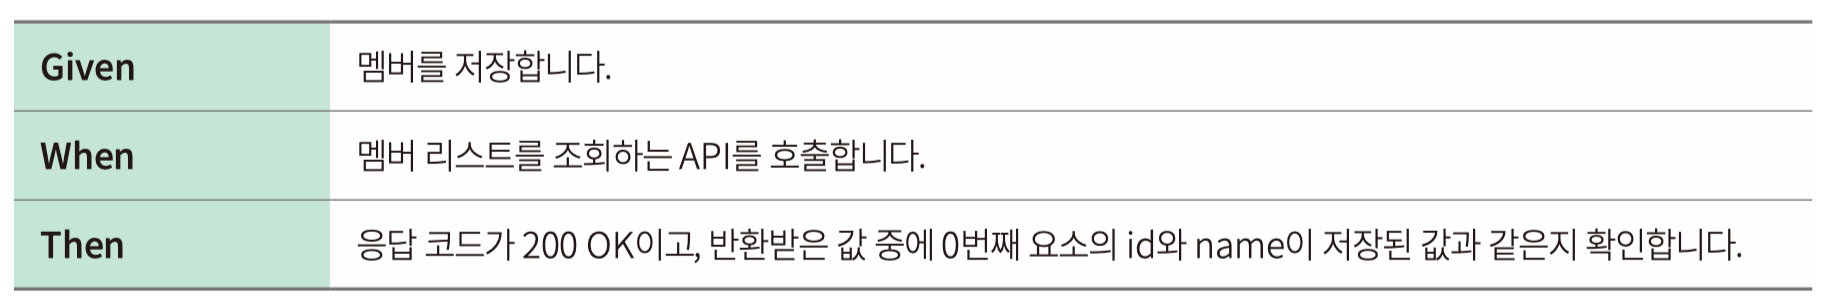 Given 멤버를 저장합니다.
When 멤버 리스트를 조회하는 API를 호출합니다.
Then 응답 코드가 200 OK이고, 반환받은 값 중에 0번째 요소의 id와 name이 저장된 값과 같은지 확인합니다.